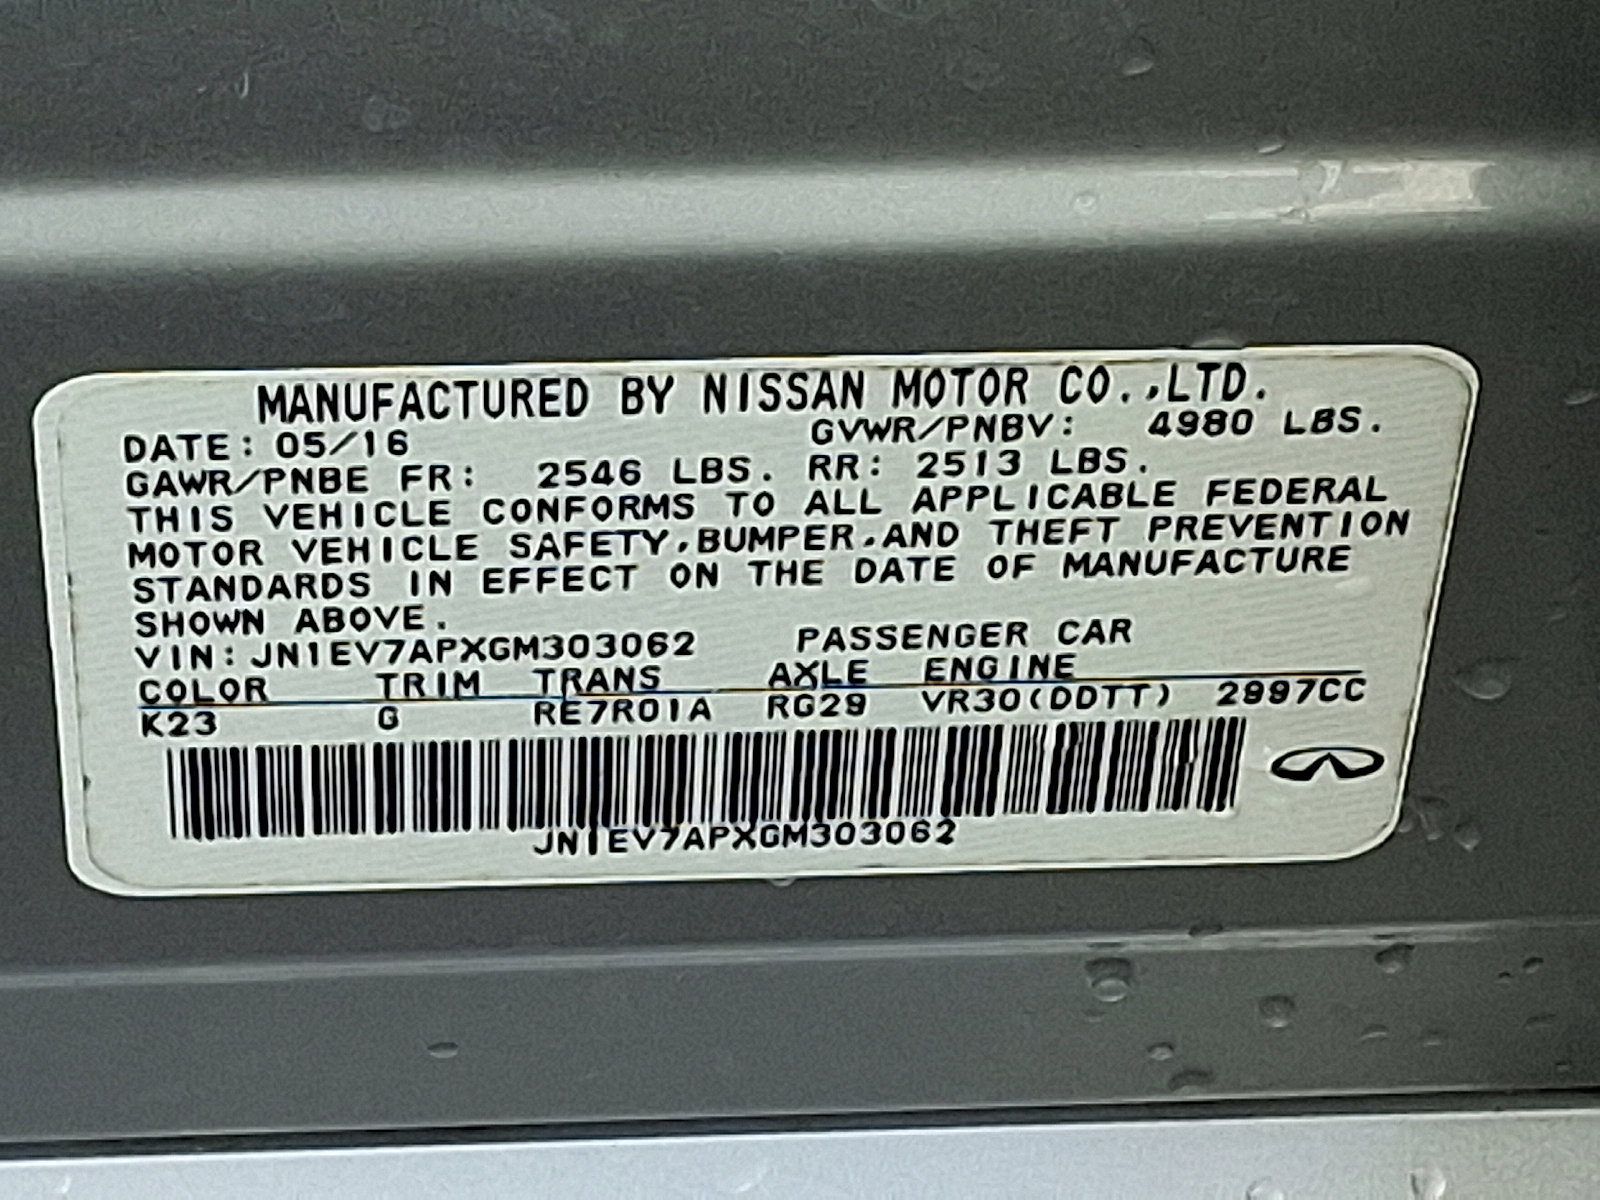 MANUFACTURED BY NISSAN MOTOR CO.,LTD.
DATE: 05/16 GVWR/PNBV: 4980 LBS.
GAWR/PNBE FR: 2546 LBS. RR: 2513 LBS.
THIS VEHICLE CONFORMS TO ALL APPLICABLE FEDERAL
MOTOR VEHICLE SAFETY,BUMPER,AND THEFT PREVENTION
STANDARDS IN EFFECT ON THE DATE OF MANUFACTURE
SHOWN ABOVE.
VIN: JN1EV7APXGM303062 PASSENGER CAR
COLOR TRIM TRANS AXLE ENGINE
K23 G RE7R01A RG29 VR30(DDTT) 2997CC
JN1EV7APXGM303062